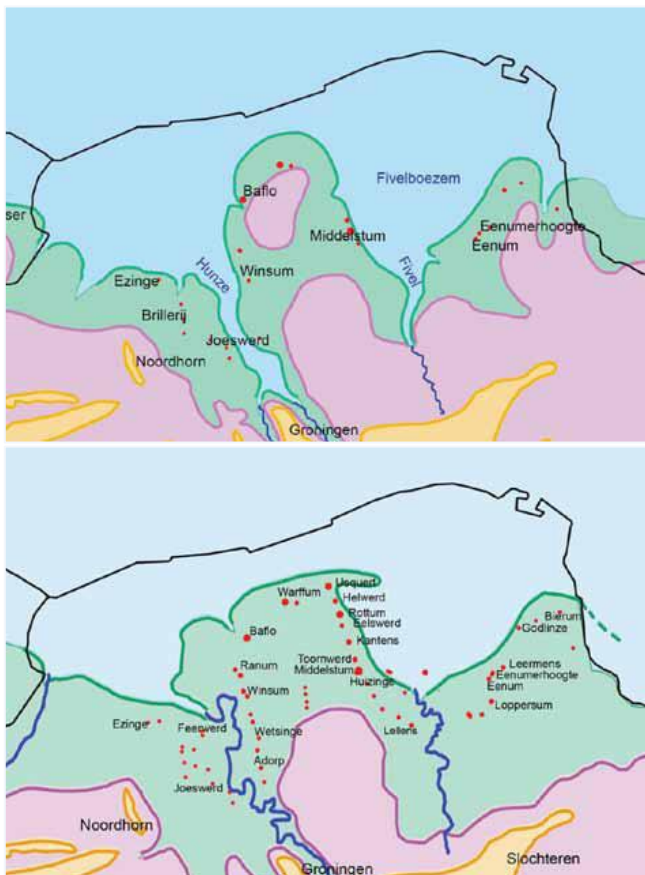 Baflo
Fivelboezem
ser
Middelstum
Eenumerhoogte
Eenum
Hunze
Fivel
Ezinge
Winsum
Brillerij
Joeswerd
Noordhorn
Groningen
Usquert
Warffum
Helwerd
Rottum
Eelswerd
Bierum
Godlinze
Baflo
Kantens
Toornwerd
Leermens
Ranum
Middelstum
Eenumerhoogte
Huizinge
Eenum
Winsum
Loppersum
Ezinge
Feerwerd
Wetsinge
Lellens
Adorp
Joeswerd
Noordhorn
Groningen
Slochteren